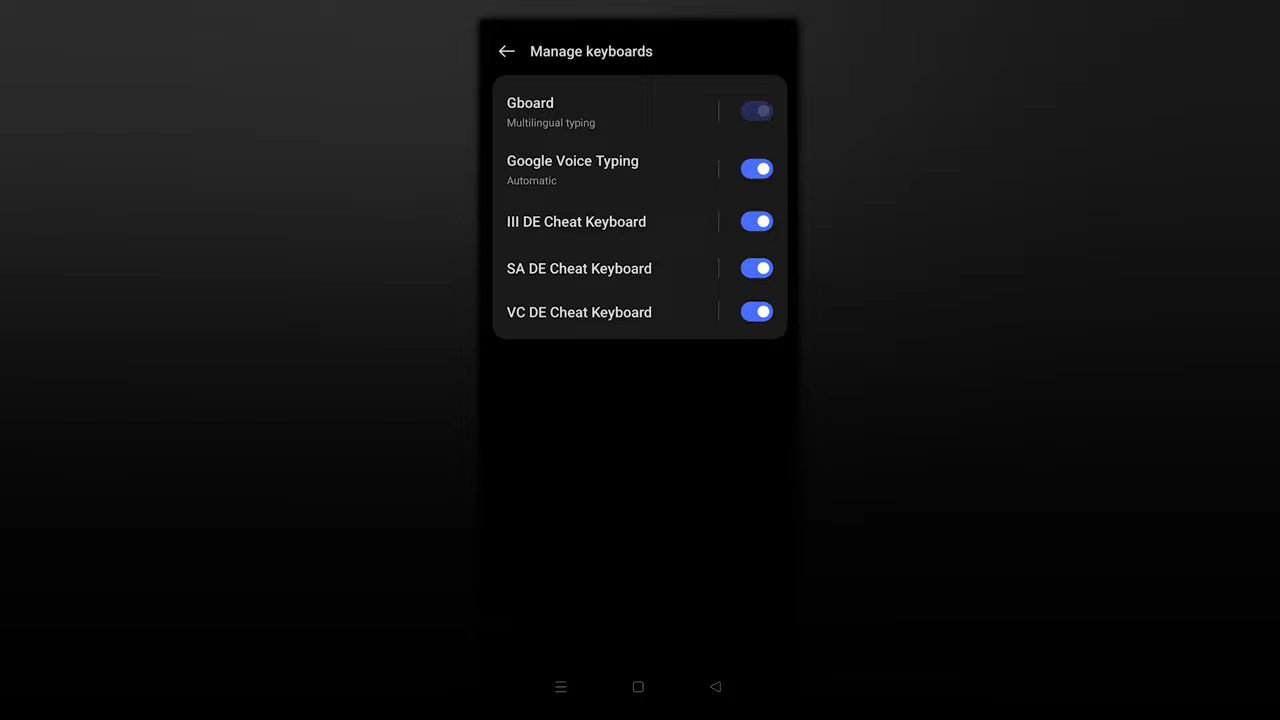 Manage keyboards
Gboard
Multilingual typing
Google Voice Typing
Automatic
III DE Cheat Keyboard
SA DE Cheat Keyboard
VC DE Cheat Keyboard